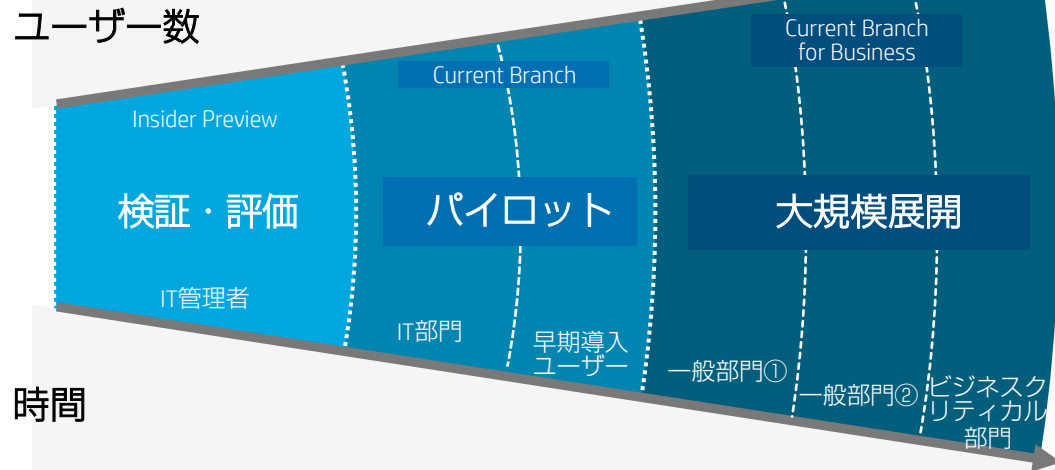 ユーザー数
Current Branch
for Business
Current Branch
Insider Preview
検証・評価
パイロット
大規模展開
IT管理者
IT部門
早期導入
ユーザー
一般部門①
一般部門②
ビジネスク
リティカル
部門
時間